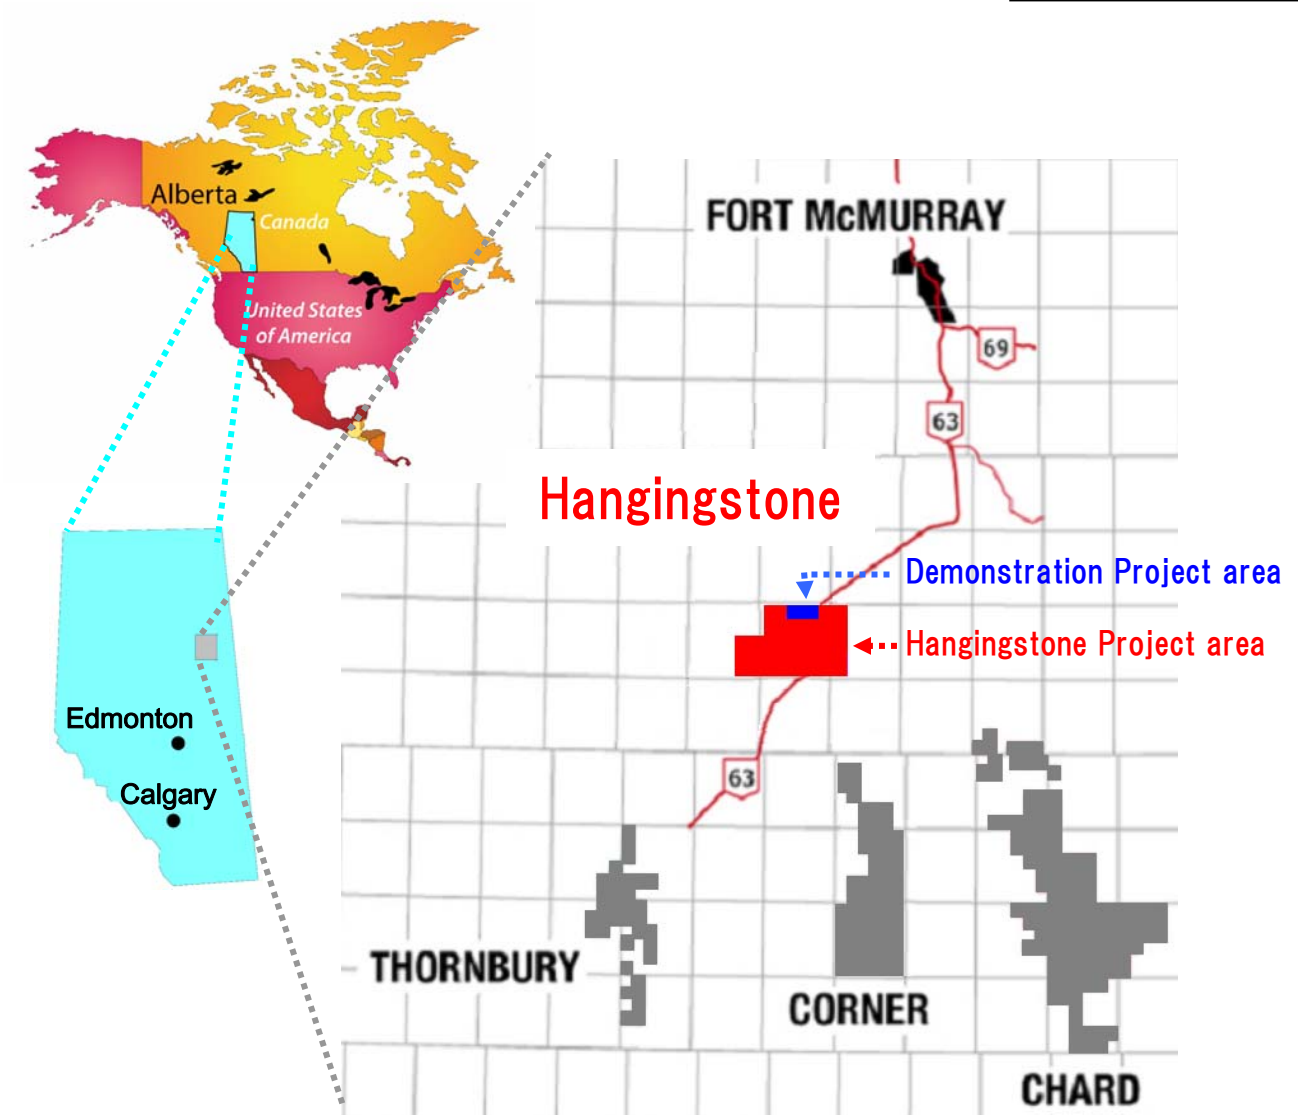 Alberta
Canada
United States
of America
Edmonton
Calgary
FORT McMURRAY
69
63
Hangingstone
Demonstration Project area
Hangingstone Project area
63
THORNBURY
CORNER
CHARD